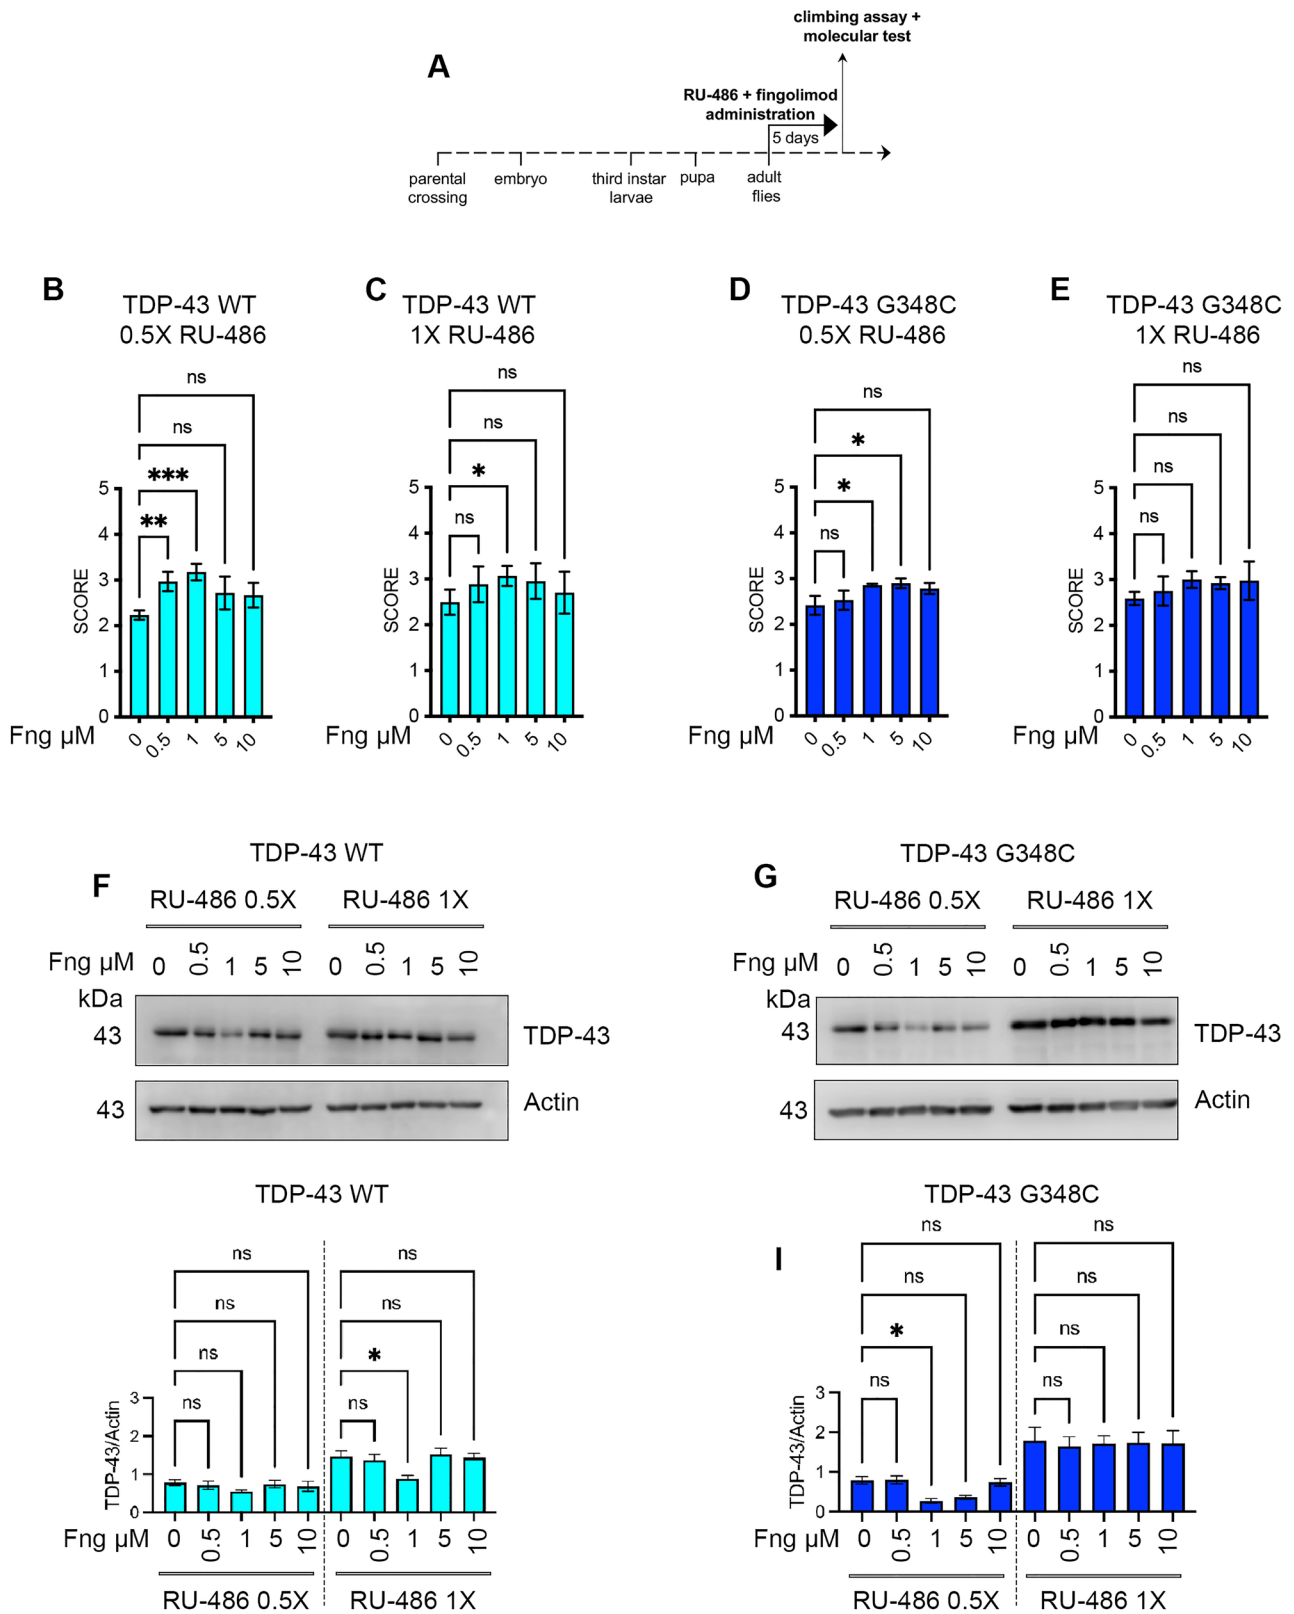 climbing assay +
molecular test
A
RU-486 + fingolimod
administration
5 days
parental
crossing
embryo
third instar
larvae
pupa
adult
flies
B
TDP-43 WT
0.5X RU-486
ns
ns
***
**
5
4
3
2
1
0
SCORE
Fng µM
0
0.5
1
5
10
C
TDP-43 WT
1X RU-486
ns
ns
*
ns
5
4
3
2
1
0
SCORE
Fng µM
0
0.5
1
5
10
D
TDP-43 G348C
0.5X RU-486
ns
*
*
ns
5
4
3
2
1
0
SCORE
Fng µM
0
0.5
1
5
10
E
TDP-43 G348C
1X RU-486
ns
ns
ns
ns
5
4
3
2
1
0
SCORE
Fng µM
0
0.5
1
5
10
TDP-43 WT
F
RU-486 0.5X
RU-486 1X
Fng µM 0 0.5 1 5 10 0 0.5 1 5 10
kDa
43
TDP-43
43
Actin
TDP-43 G348C
G
RU-486 0.5X
RU-486 1X
Fng µM 0 0.5 1 5 10 0 0.5 1 5 10
kDa
43
TDP-43
43
Actin
TDP-43 WT
ns
ns
ns
ns
ns
ns
*
ns
3
2
1
0
TDP-43/Actin
Fng µM 0 0.5 1 5 10 0 0.5 1 5 10
RU-486 0.5X
RU-486 1X
TDP-43 G348C
I
ns
ns
*
ns
ns
ns
ns
ns
3
2
1
0
TDP-43/Actin
Fng µM 0 0.5 1 5 10 0 0.5 1 5 10
RU-486 0.5X
RU-486 1X